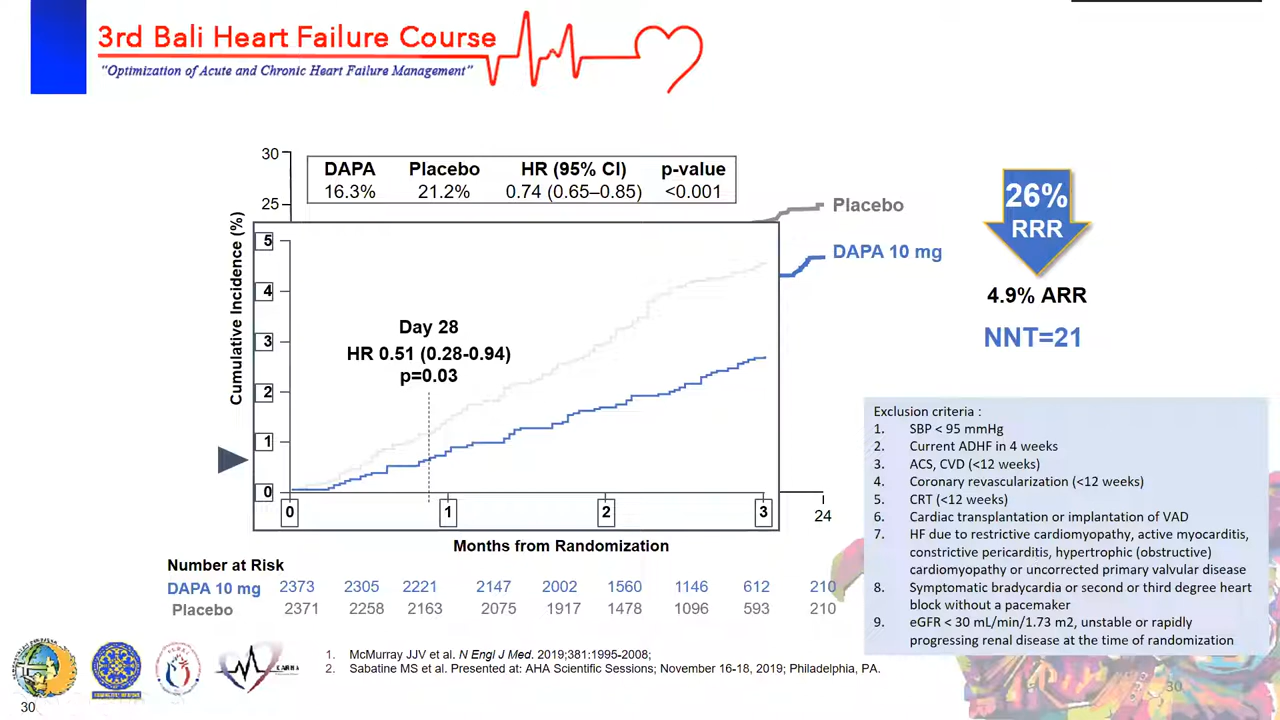 3rd Bali Heart Failure Course
“Optimization of Acute and Chronic Heart Failure Management”
30
25
DAPA Placebo HR (95% CI) p-value
16.3% 21.2% 0.74 (0.65–0.85) <0.001
Placebo
DAPA 10 mg
Cumulative Incidence (%)
5
4
3
2
1
0
Day 28
HR 0.51 (0.28-0.94)
p=0.03
0 1 2 3 24
Months from Randomization
26%
RRR
4.9% ARR
NNT=21
Exclusion criteria :
1. SBP < 95 mmHg
2. Current ADHF in 4 weeks
3. ACS, CVD (<12 weeks)
4. Coronary revascularization (<12 weeks)
5. CRT (<12 weeks)
6. Cardiac transplantation or implantation of VAD
7. HF due to restrictive cardiomyopathy, active myocarditis,
constrictive pericarditis, hypertrophic (obstructive)
cardiomyopathy or uncorrected primary valvular disease
8. Symptomatic bradycardia or second or third degree heart
block without a pacemaker
9. eGFR < 30 mL/min/1.73 m2, unstable or rapidly
progressing renal disease at the time of randomization
Number at Risk
DAPA 10 mg 2373 2305 2221 2147 2002 1560 1146 612 210
Placebo 2371 2258 2163 2075 1917 1478 1096 593 210
1. McMurray JJV et al. N Engl J Med. 2019;381:1995-2008;
2. Sabatine MS et al. Presented at: AHA Scientific Sessions; November 16-18, 2019; Philadelphia, PA.
30
30